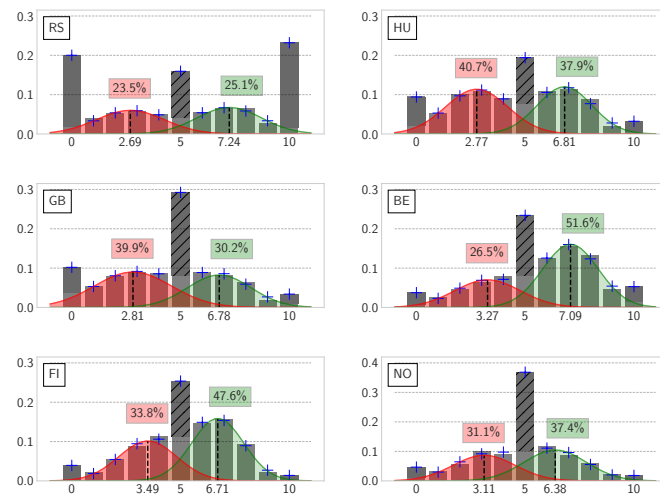 0.3 RS
0.2
0.1
0.0
23.5% 25.1%
0 2.69 5 7.24 10
0.3 HU
0.2
0.1
0.0
40.7% 37.9%
0 2.77 5 6.81 10
0.3 GB
0.2
0.1
0.0
39.9% 30.2%
0 2.81 5 6.78 10
0.3 BE
0.2
0.1
0.0
26.5% 51.6%
0 3.27 5 7.09 10
0.3 FI
0.2
0.1
0.0
33.8% 47.6%
0 3.49 5 6.71 10
0.4 NO
0.3
0.2
0.1
0.0
31.1% 37.4%
0 3.11 5 6.38 10